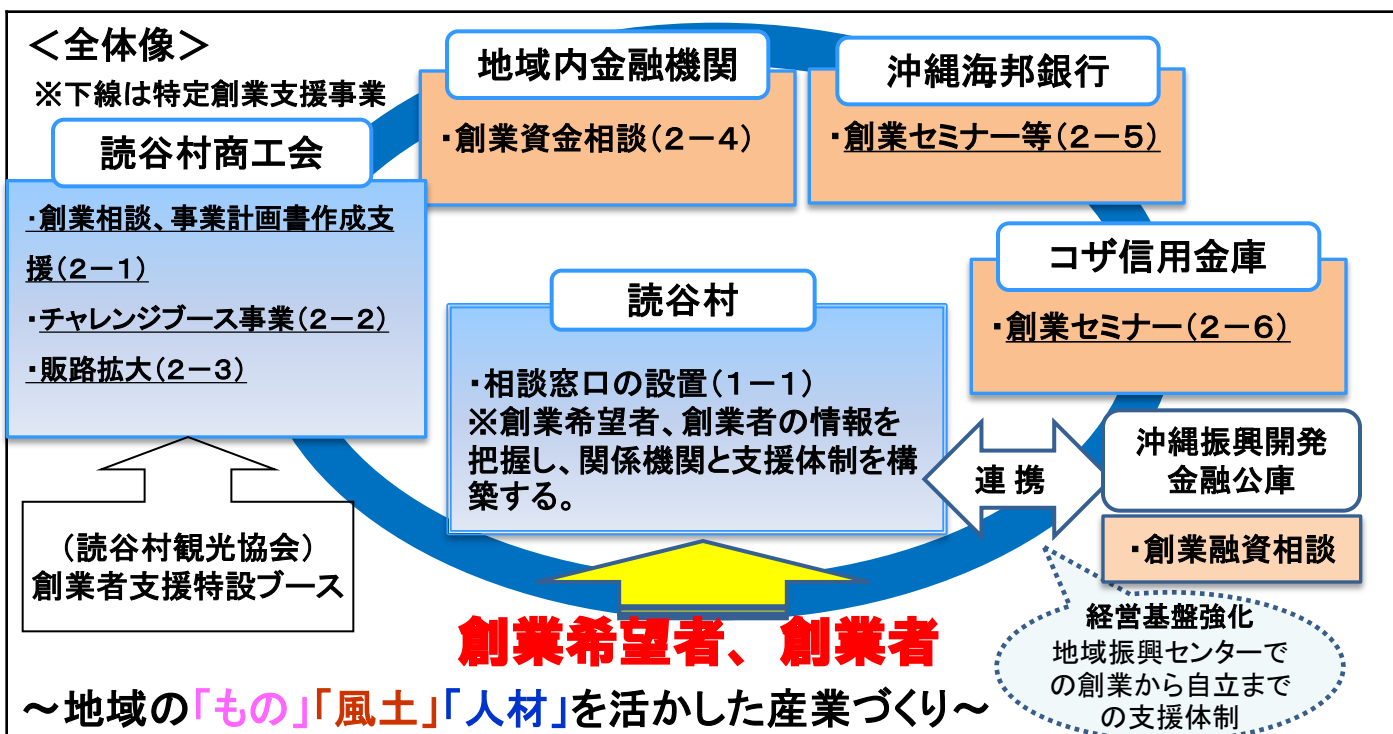 <全体像>
※下線は特定創業支援事業
読谷村商工会
・創業相談、事業計画書作成支
援(2-1)
・チャレンジブース事業(2-2)
・販路拡大(2-3)
地域内金融機関
・創業資金相談(2-4)
沖縄海邦銀行
・創業セミナー等(2-5)
コザ信用金庫
・創業セミナー(2-6)
読谷村
・相談窓口の設置(1-1)
※創業希望者、創業者の情報を
把握し、関係機関と支援体制を構
築する。
連携
沖縄振興開発
金融公庫
・創業融資相談
(読谷村観光協会)
創業者支援特設ブース
創業希望者、創業者
経営基盤強化
地域振興センターで
の創業から自立まで
の支援体制
~地域の「もの」「風土」「人材」を活かした産業づくり~